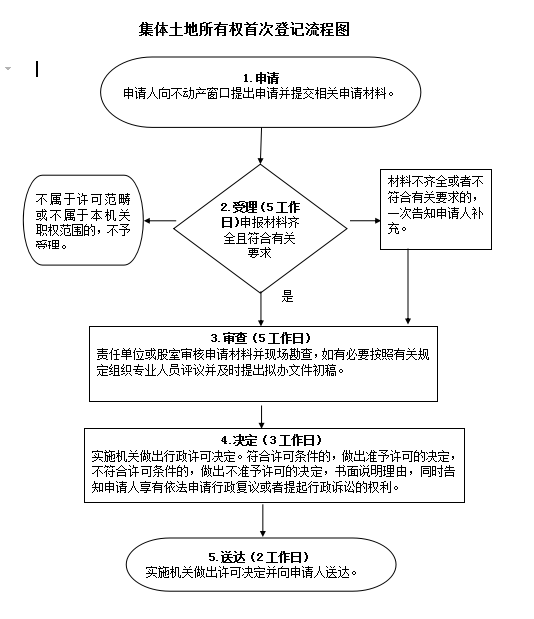 集体土地所有权首次登记流程图
1.申请
申请人向不动产窗口提出申请并提交相关申请材料。
不属于许可范畴
或不属于本机关
职权范围的，不予
受理。
2.受理（5工作
日）申报材料齐
全且符合有关
要求
材料不齐全或者不
符合有关要求的，
一次告知申请人补
充。
是
3.审查（5工作日）
责任单位或股室审核申请材料并现场勘查，如有必要按照有关规
定组织专业人员评议并及时提出拟办文件初稿。
4.决定（3工作日）
实施机关做出行政许可决定。符合许可条件的，做出准予许可的决定，
不符合许可条件的，做出不准予许可的决定，书面说明理由，同时告
知申请人享有依法申请行政复议或者提起行政诉讼的权利。
5.送达（2工作日）
实施机关做出许可决定并向申请人送达。